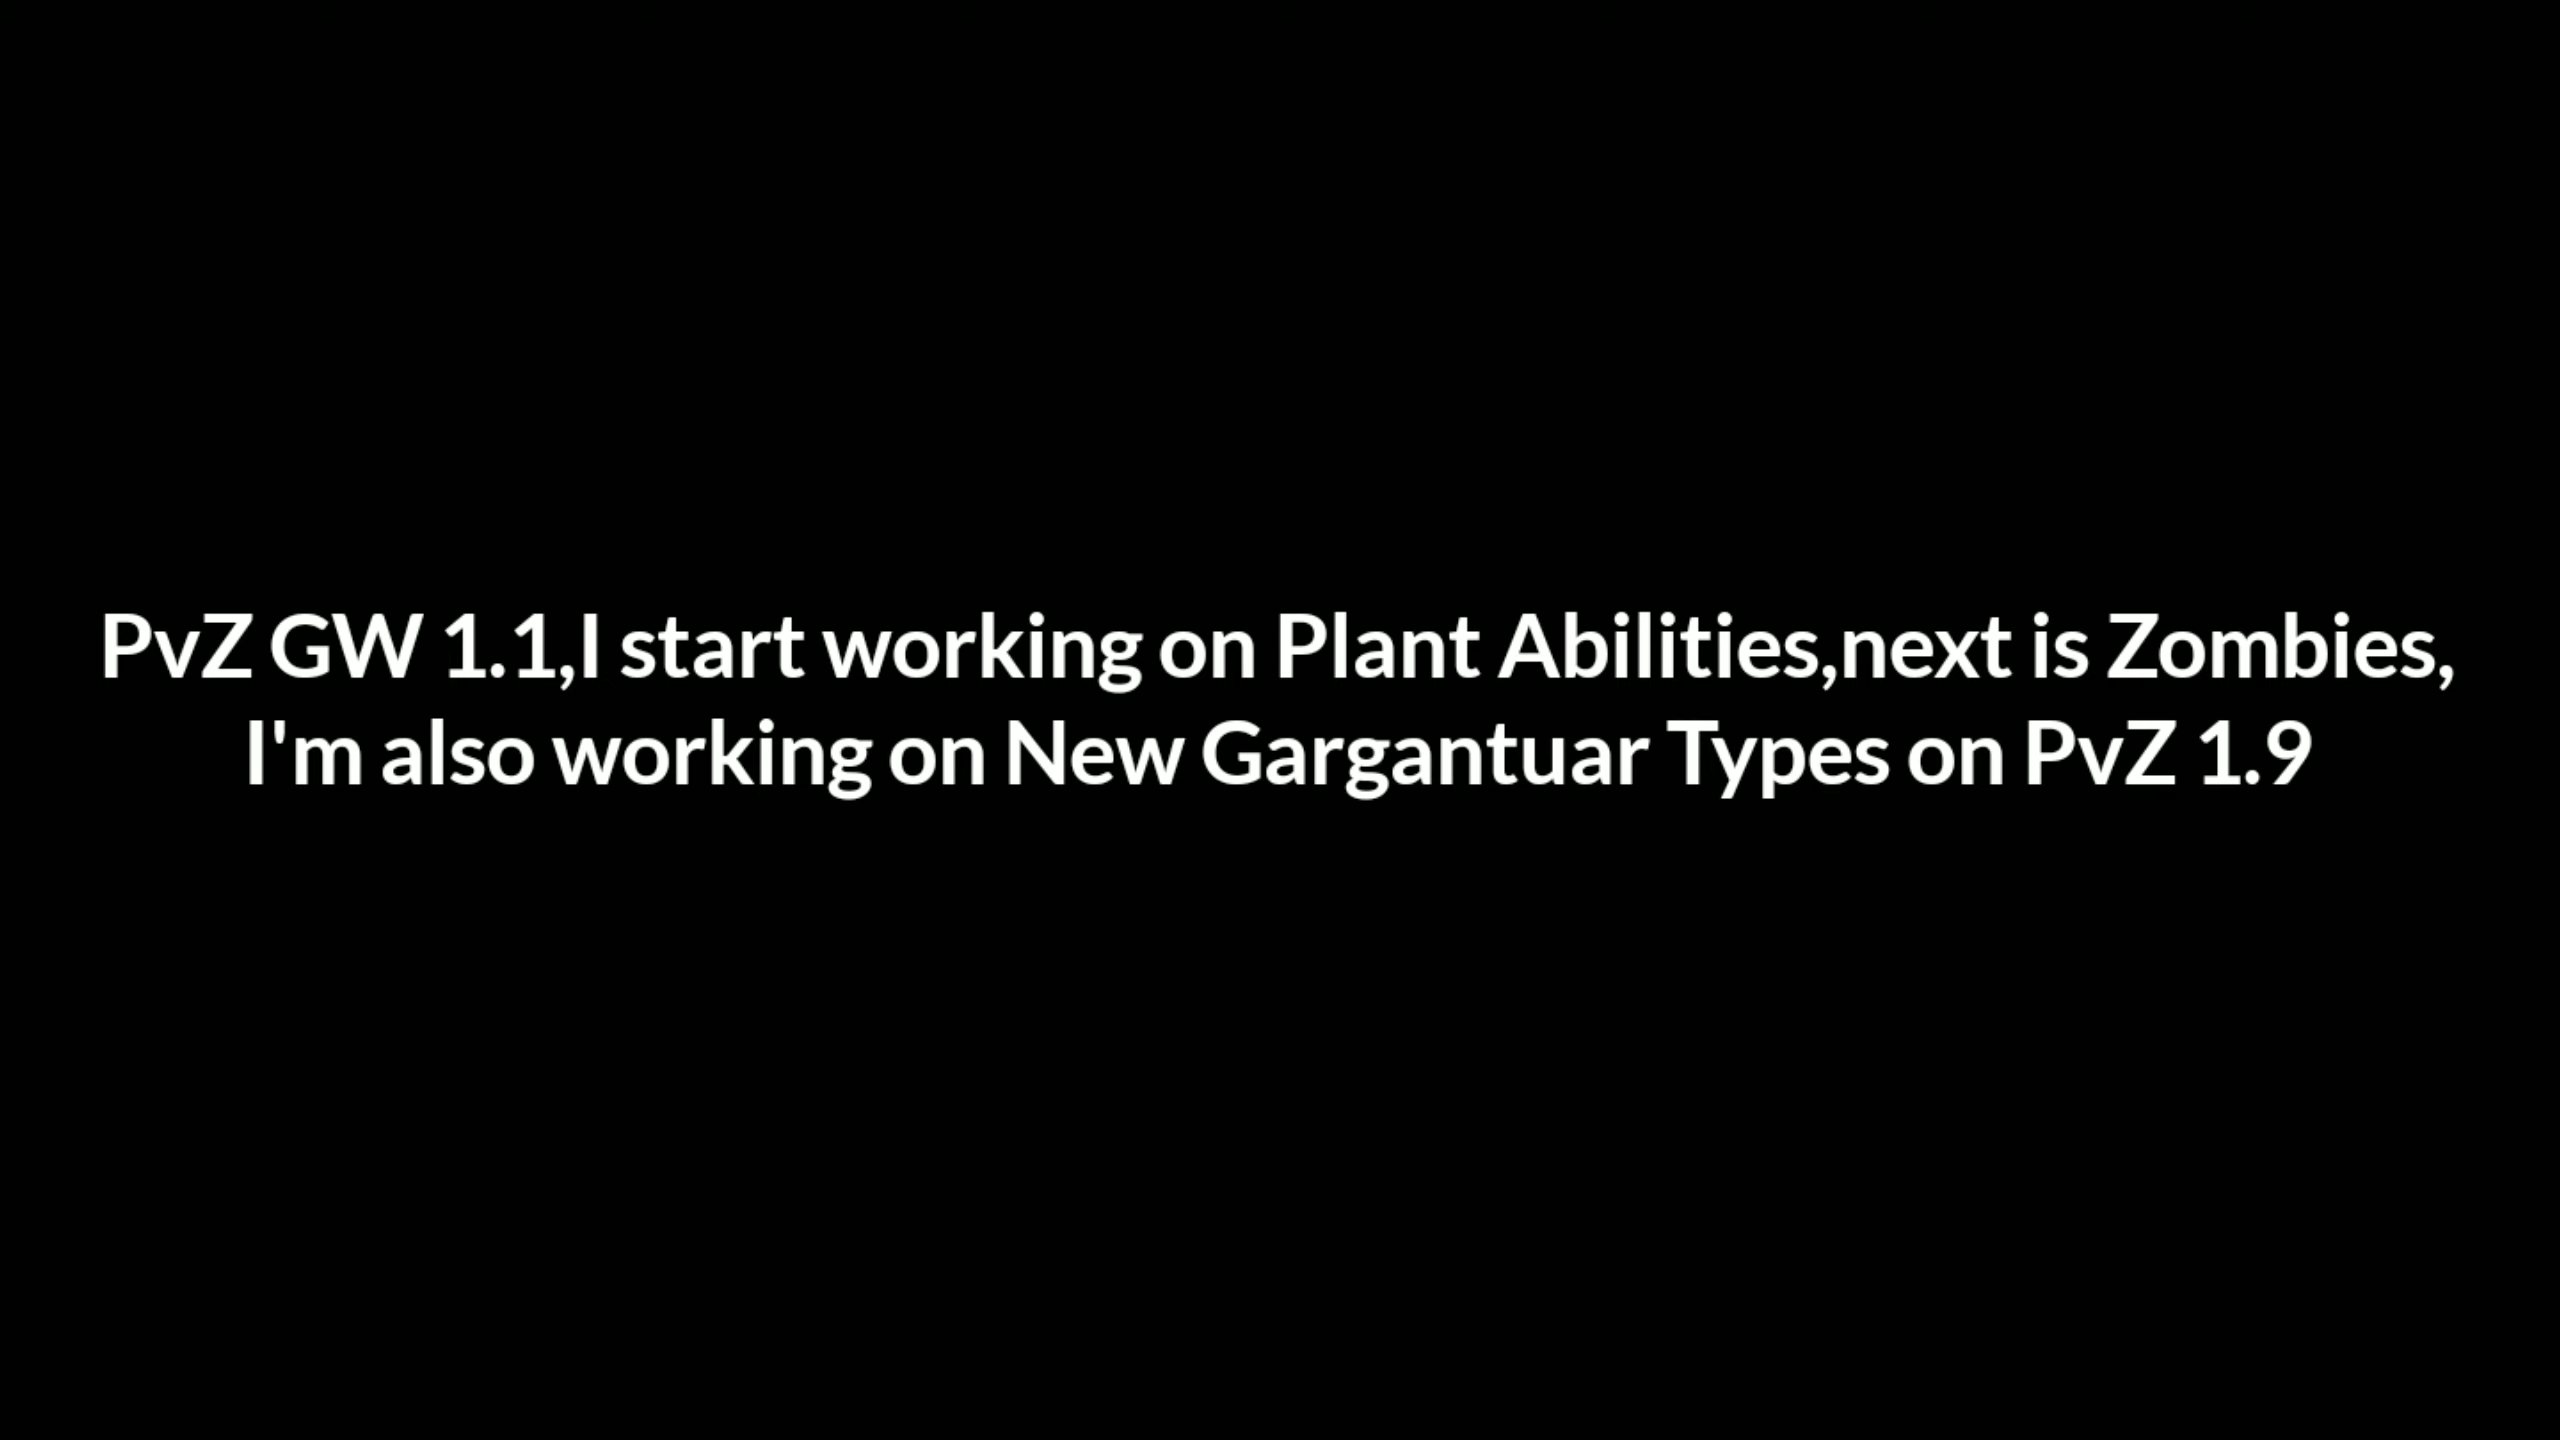 PvZ GW 1.1,I start working on Plant Abilities,next is Zombies,
I'm also working on New Gargantuar Types on PvZ 1.9